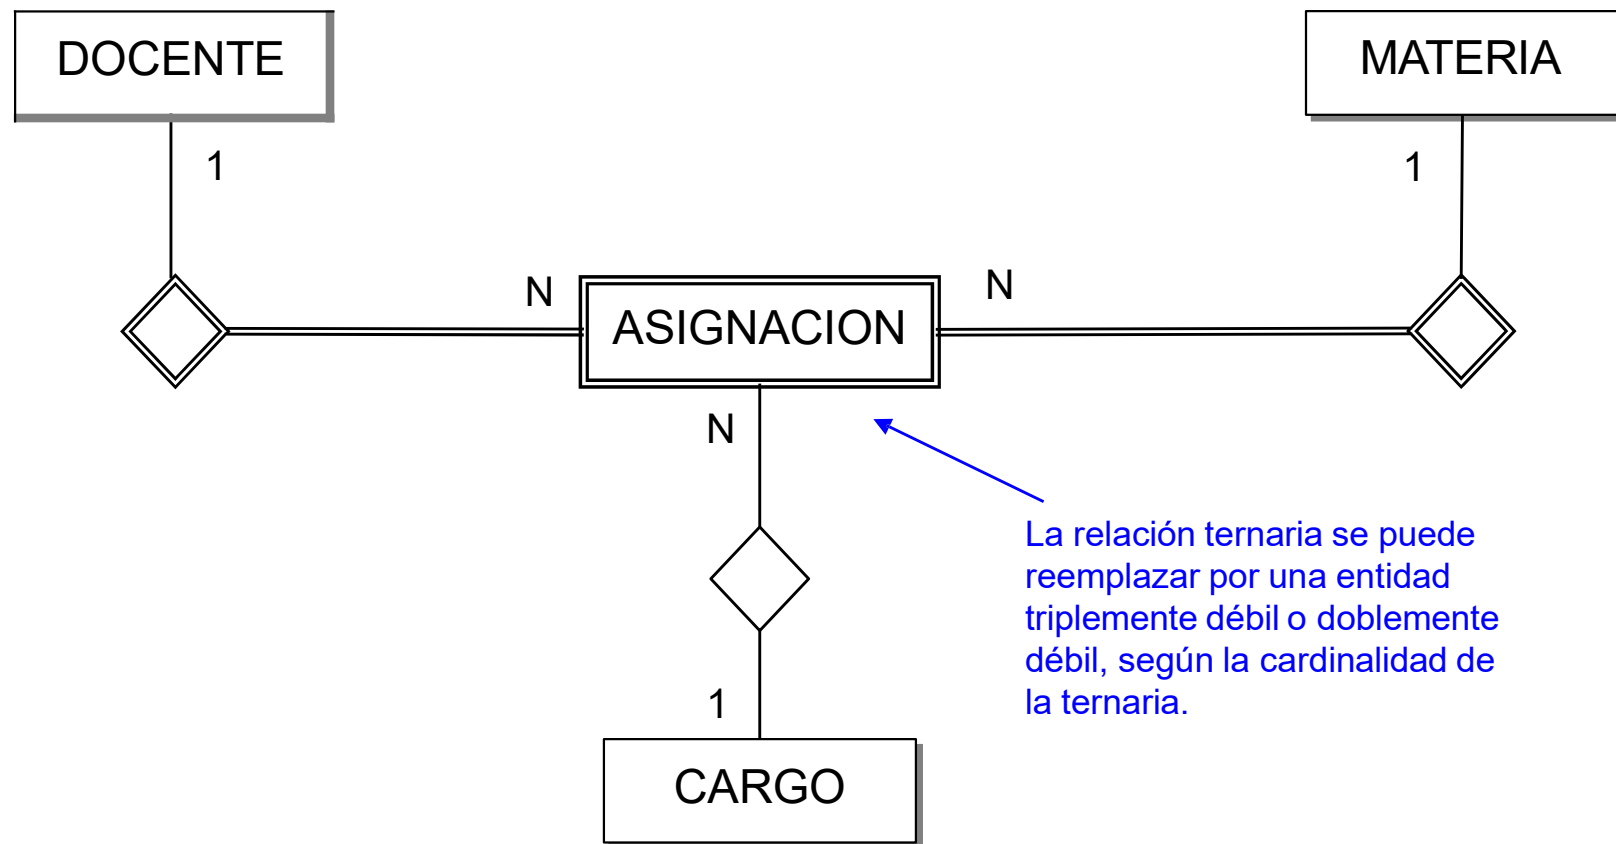 DOCENTE
MATERIA
1
1
N
N
ASIGNACION
N
La relación ternaria se puede
reemplazar por una entidad
triplemente débil o doblemente
débil, según la cardinalidad de
la ternaria.
1
CARGO